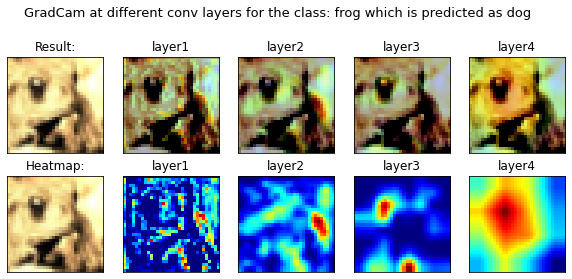 GradCam at different conv layers for the class: frog which is predicted as dog
Result: layer1 layer2 layer3 layer4
Heatmap: layer1 layer2 layer3 layer4